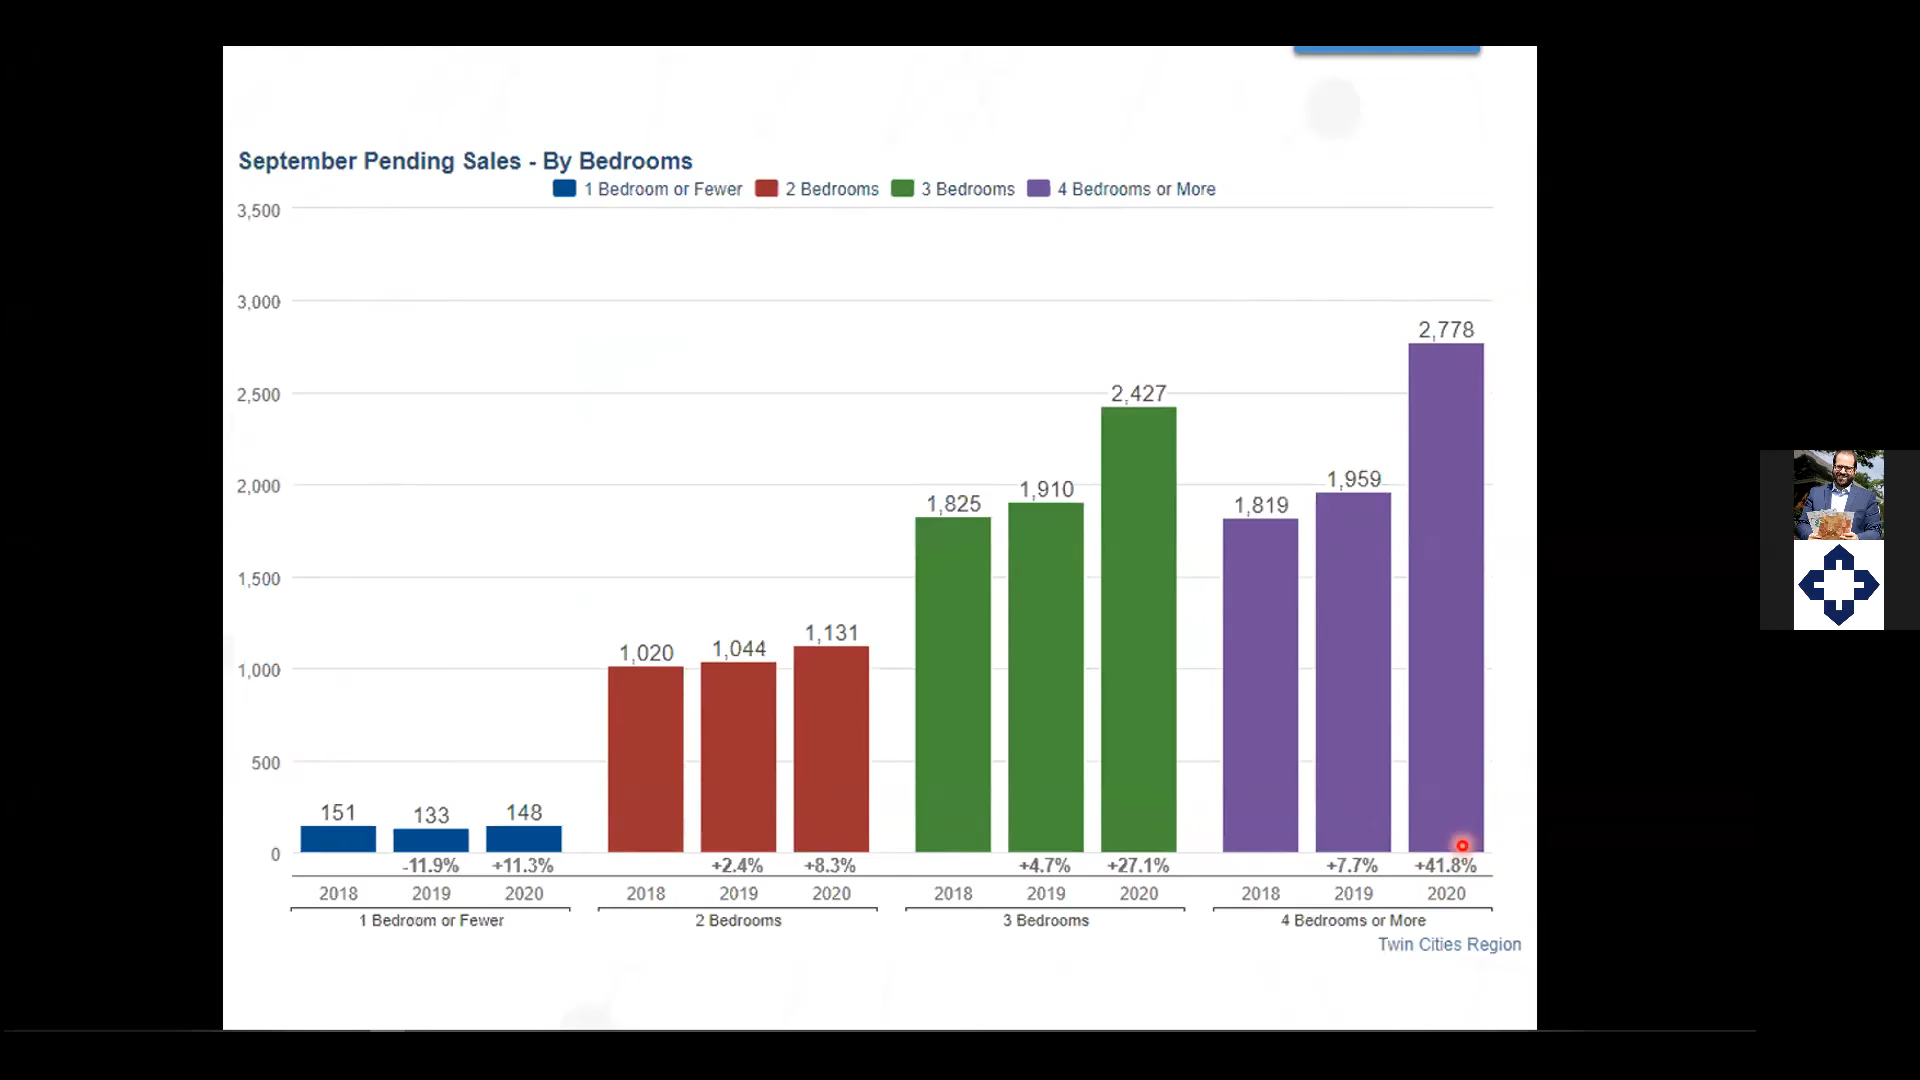 September Pending Sales - By Bedrooms
1 Bedroom or Fewer 2 Bedrooms 3 Bedrooms 4 Bedrooms or More
3,500
3,000
2,778
2,500
2,427
2,000
1,825 1,910 1,819 1,959
1,500
1,020 1,044 1,131
1,000
500
151 133 148
0
-11.9% +11.3% +2.4% +8.3% +4.7% +27.1% +7.7% +41.8%
2018 2019 2020 2018 2019 2020 2018 2019 2020 2018 2019 2020
1 Bedroom or Fewer 2 Bedrooms 3 Bedrooms 4 Bedrooms or More
Twin Cities Region